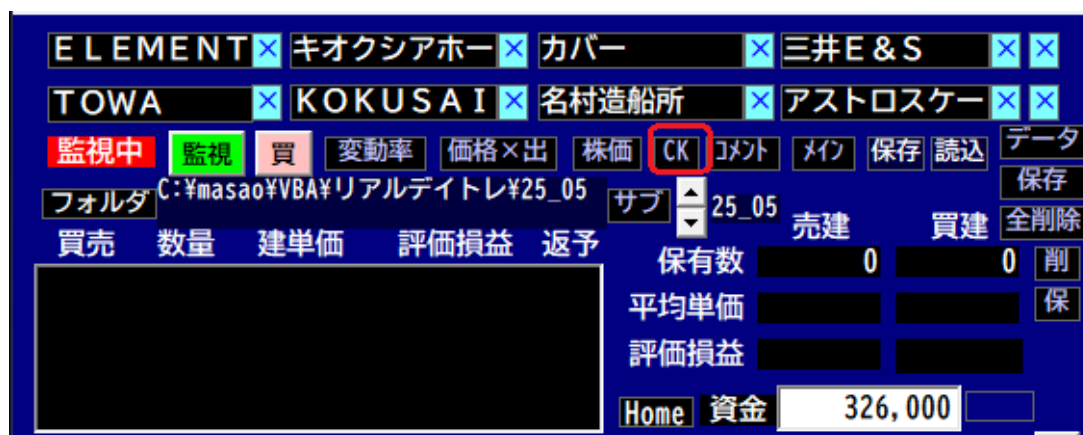 ＥＬＥＭＥＮＴ × キオクシアホー × カバー × 三井Ｅ＆Ｓ × ×
ＴＯＷＡ × ＫＯＫＵＳＡＩ × 名村造船所 × アストロスケー × ×
監視中 監視 買 変動率 価格×出 株価 CK ｺﾒﾝﾄ ﾒｲﾝ 保存 読込 データ
フォルダ C:¥masao¥VBA¥リアルデイトレ¥25_05 サブ 25_05 保存
買売 数量 建単価 評価損益 返予 売建 買建 全削除
保有数 0 0 削
平均単価 保
評価損益
Home 資金 326,000